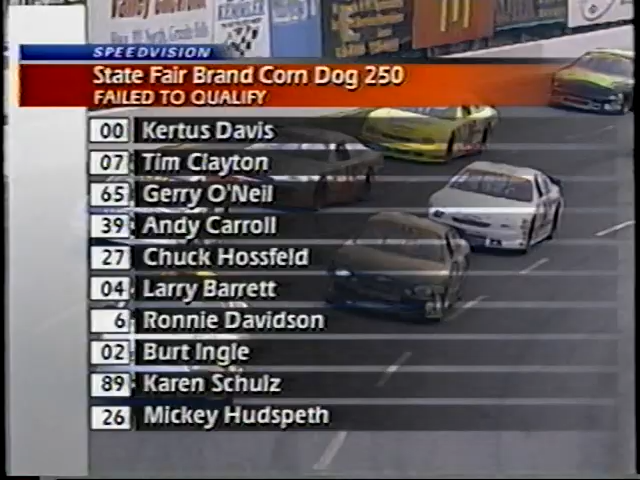 SPEEDVISION
State Fair Brand Corn Dog 250
FAILED TO QUALIFY
00 Kertus Davis
07 Tim Clayton
65 Gerry O'Neil
39 Andy Carroll
27 Chuck Hossfeld
04 Larry Barrett
6 Ronnie Davidson
02 Burt Ingle
89 Karen Schulz
26 Mickey Hudspeth